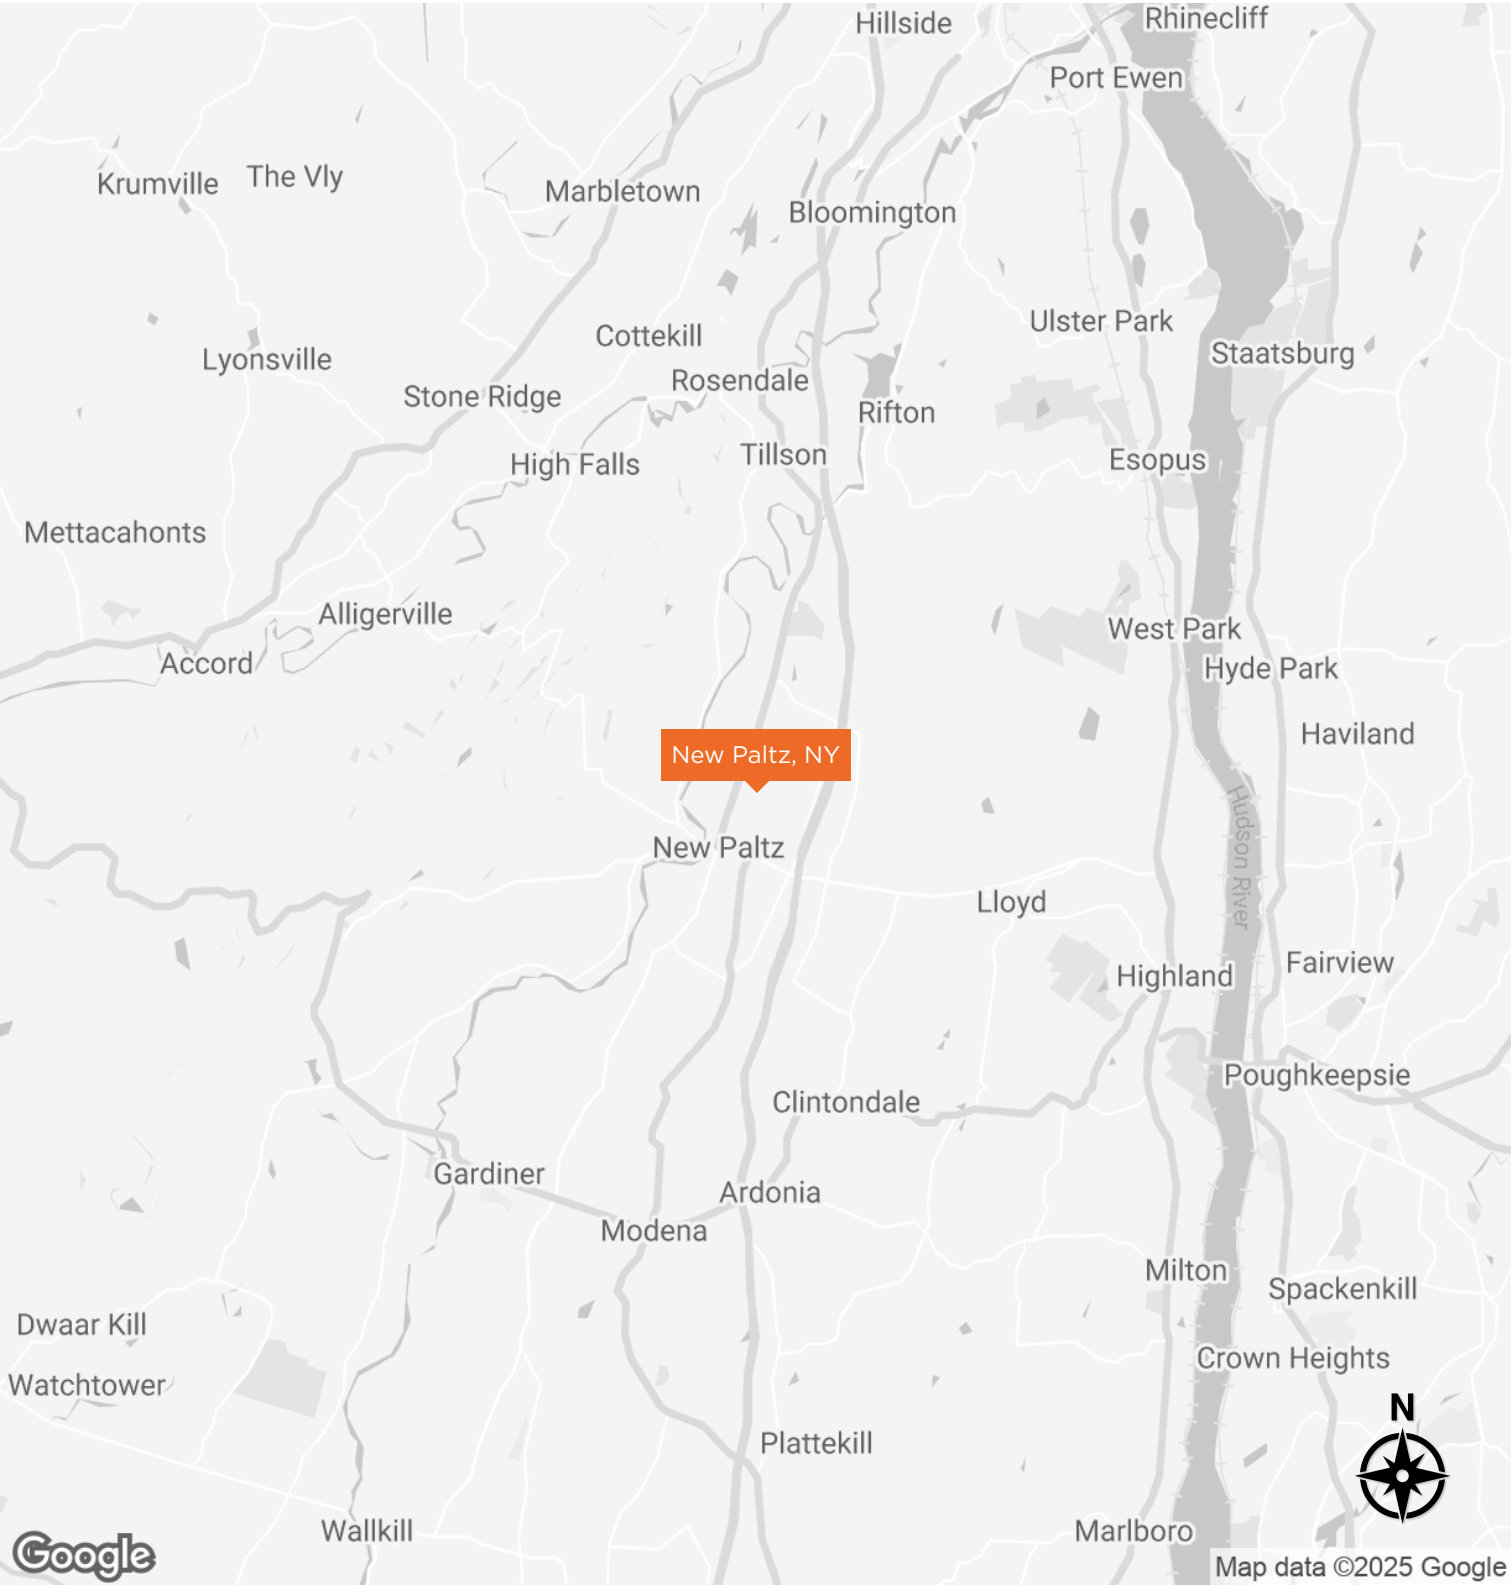 Rhinecliff
Hillside
Port Ewen
Krumville
The Vly
Marbletown
Bloomington
Ulster Park
Cottekill
Staatsburg
Lyonsville
Rosendale
Stone Ridge
Rifton
Tillson
Esopus
High Falls
Mettacahonts
Alligerville
West Park
Accord
Hyde Park
Haviland
New Paltz, NY
Hudson River
New Paltz
Lloyd
Fairview
Highland
Poughkeepsie
Clintondale
Gardiner
Ardonia
Modena
Milton
Spackenkill
Dwaar Kill
Crown Heights
Watchtower
N
Plattekill
Wallkill
Marlboro
Google
Map data ©2025 Google